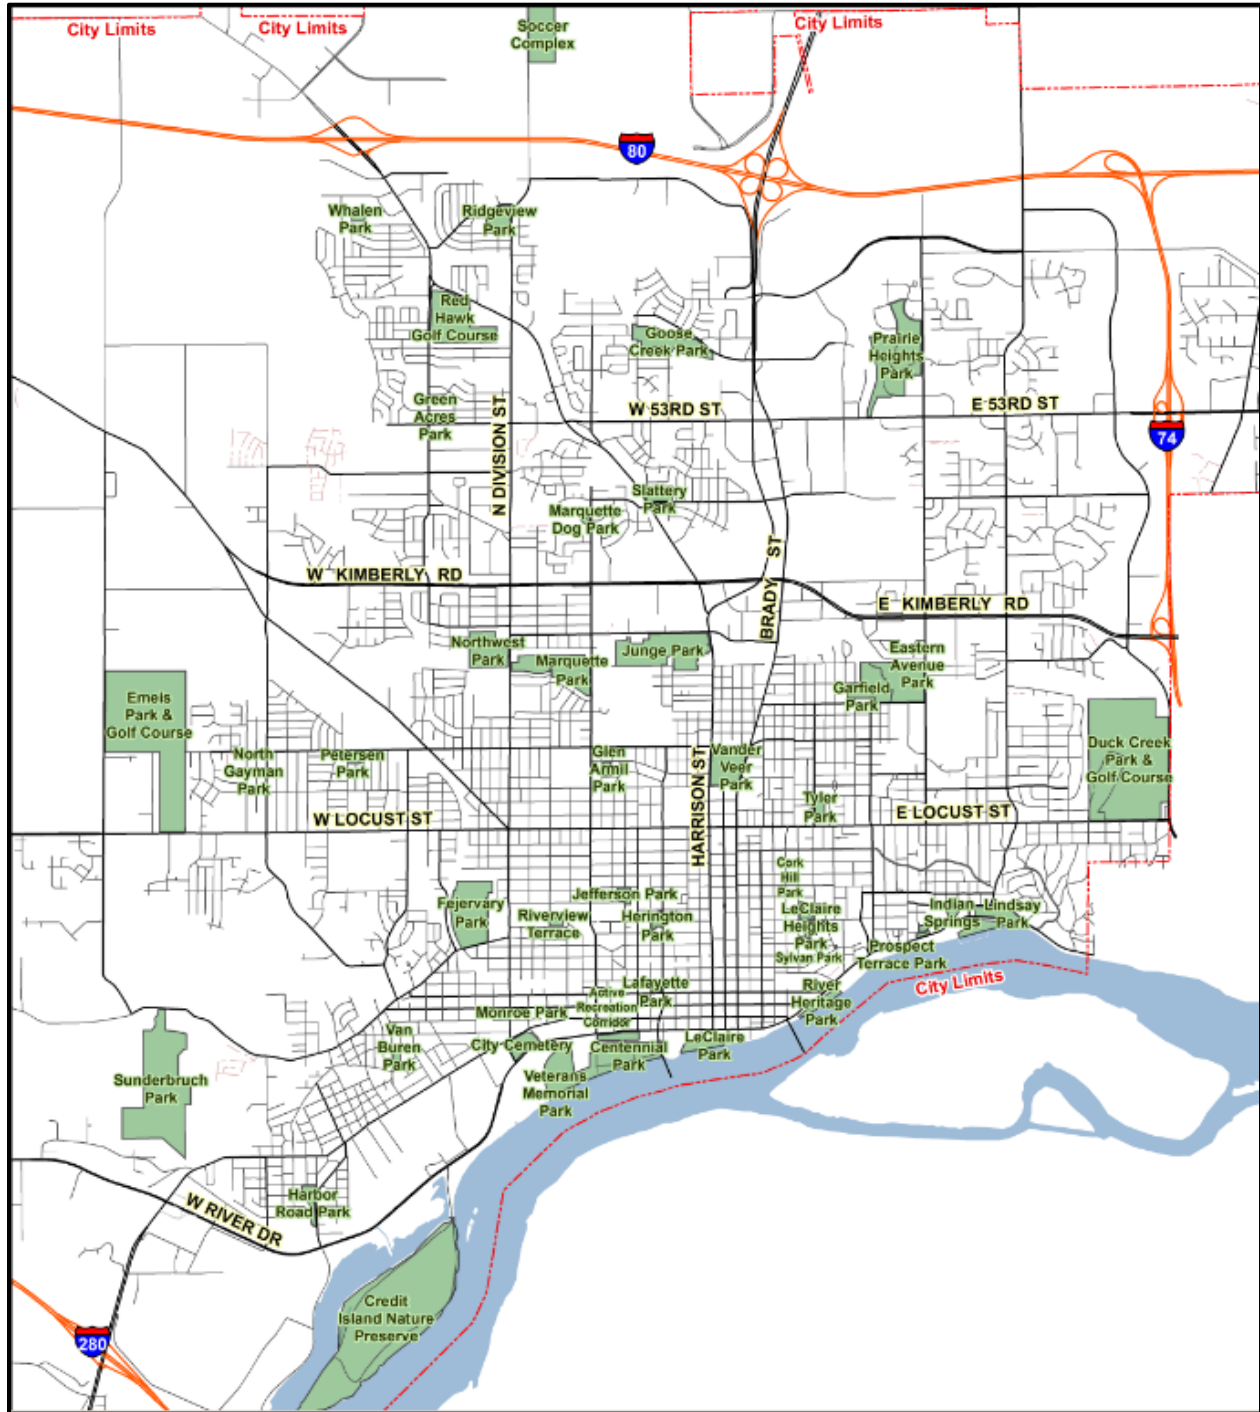 Soccer
Complex
City Limits
City Limits
City Limits
80
Whalen
Park
Ridgeview
Park
Red
Hawk
Golf Course
Goose
Creek Park
Prairie
Heights
Park
Green
Acres
Park
N DIVISION ST
W 53RD ST
E 53RD ST
74
Slattery
Park
Marquette
Dog Park
W KIMBERLY RD
BRADY ST
E KIMBERLY RD
Northwest
Park
Marquette
Park
Junge Park
Eastern
Avenue
Park
Garfield
Park
Emeis
Park &
Golf Course
North
Gayman
Park
Petersen
Park
Glen
Armil
Park
HARRISON ST
Vander
Veer
Park
Duck Creek
Park &
Golf Course
Tyler
Park
W LOCUST ST
E LOCUST ST
Cork
Hill
Park
Fejervary
Park
Jefferson Park
Riverview
Terrace
Herington
Park
LeClaire
Heights
Park
Sylvan Park
Indian
Springs
Lindsay
Park
Prospect
Terrace Park
City Limits
Lafayette
Park
Active
Recreation
Corridor
River
Heritage
Park
Monroe Park
Van
Buren
Park
City Cemetery
Centennial
Park
LeClaire
Park
Veterans
Memorial
Park
Sunderbruch
Park
Harbor
Road Park
W RIVER DR
Credit
Island Nature
Preserve
280